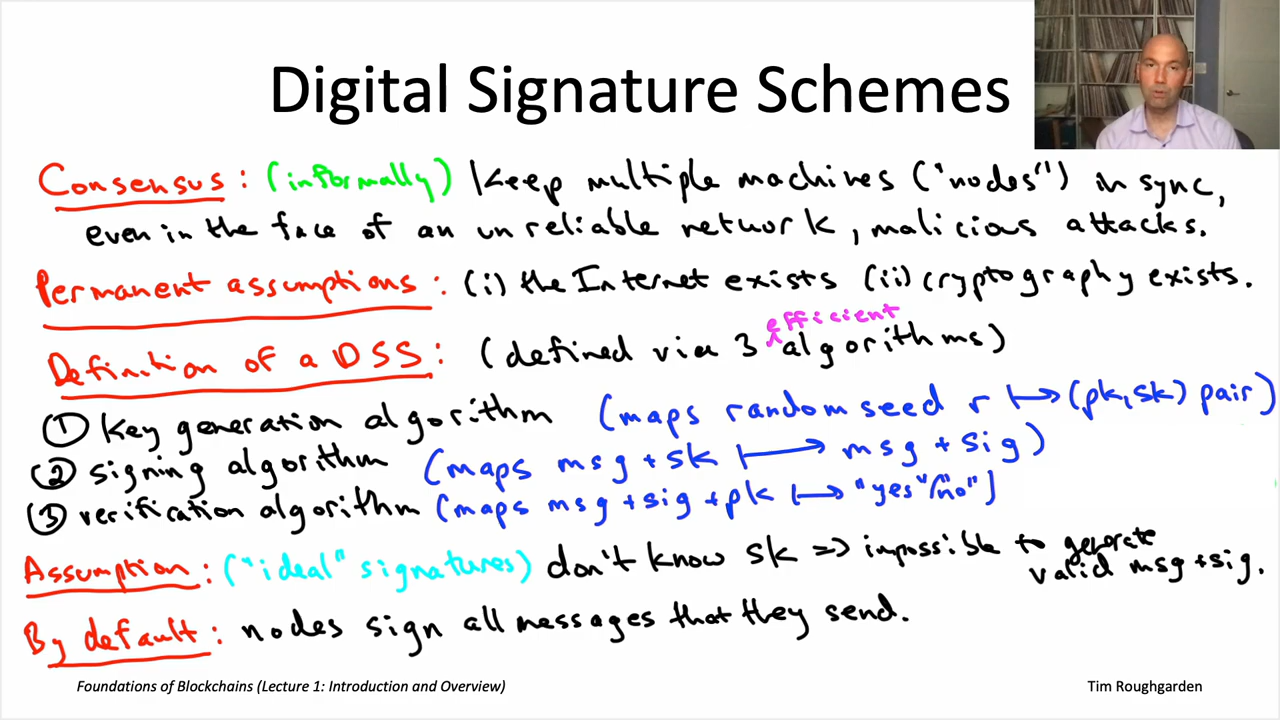 Digital Signature Schemes
Consensus: (informally) Keep multiple machines ("nodes") in sync,
even in the face of an unreliable network, malicious attacks.
Permanent assumptions: (i) the Internet exists (ii) cryptography exists.
efficient
Definition of a DSS: (defined via 3 ^ algorithms)
① Key generation algorithm (maps random seed r ↦ (pk,sk) pair)
② signing algorithm (maps msg + sk ↦ msg + sig)
③ verification algorithm (maps msg + sig + pk ↦ "yes"/"no")
Assumption: ("ideal" signatures) don't know sk => impossible to generate
valid msg + sig.
By default: nodes sign all messages that they send.
Foundations of Blockchains (Lecture 1: Introduction and Overview) Tim Roughgarden